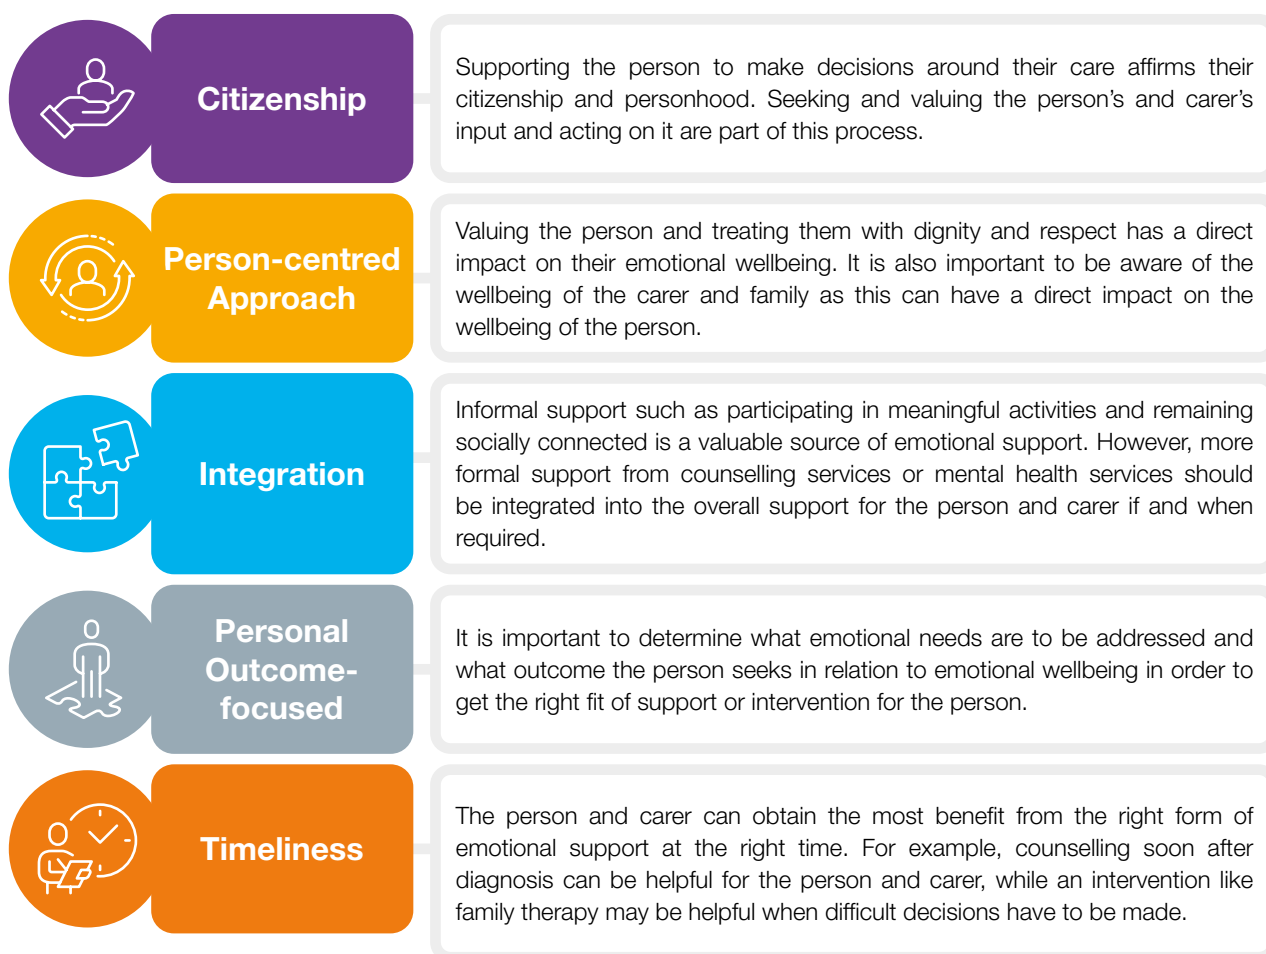 Citizenship
Supporting the person to make decisions around their care affirms their
citizenship and personhood. Seeking and valuing the person’s and carer’s
input and acting on it are part of this process.
Person-centred
Approach
Valuing the person and treating them with dignity and respect has a direct
impact on their emotional wellbeing. It is also important to be aware of the
wellbeing of the carer and family as this can have a direct impact on the
wellbeing of the person.
Integration
Informal support such as participating in meaningful activities and remaining
socially connected is a valuable source of emotional support. However, more
formal support from counselling services or mental health services should
be integrated into the overall support for the person and carer if and when
required.
Personal
Outcome-
focused
It is important to determine what emotional needs are to be addressed and
what outcome the person seeks in relation to emotional wellbeing in order to
get the right fit of support or intervention for the person.
Timeliness
The person and carer can obtain the most benefit from the right form of
emotional support at the right time. For example, counselling soon after
diagnosis can be helpful for the person and carer, while an intervention like
family therapy may be helpful when difficult decisions have to be made.